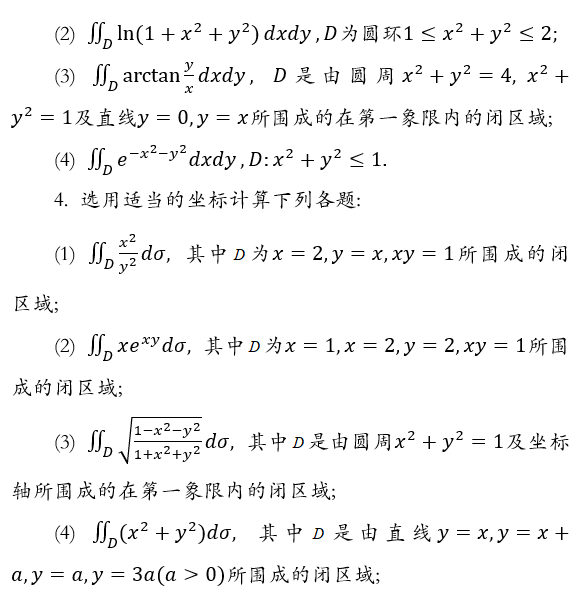 (2) ∬_D ln(1 + x² + y²) dxdy , D为圆环1 ≤ x² + y² ≤ 2;
(3) ∬_D arctan \frac{y}{x} dxdy, D是由圆周x² + y² = 4, x² +
y² = 1及直线y = 0, y = x所围成的在第一象限内的闭区域;
(4) ∬_D e^{-x²-y²} dxdy , D: x² + y² ≤ 1.
4. 选用适当的坐标计算下列各题:
(1) ∬_D \frac{x²}{y²} dσ, 其中D为x = 2, y = x, xy = 1所围成的闭
区域;
(2) ∬_D xe^{xy} dσ, 其中D为x = 1, x = 2, y = 2, xy = 1所围
成的闭区域;
(3) ∬_D \sqrt{\frac{1-x²-y²}{1+x²+y²}} dσ, 其中D是由圆周x² + y² = 1及坐标
轴所围成的在第一象限内的闭区域;
(4) ∬_D (x² + y²)dσ, 其中D是由直线y = x, y = x +
a, y = a, y = 3a(a > 0)所围成的闭区域;